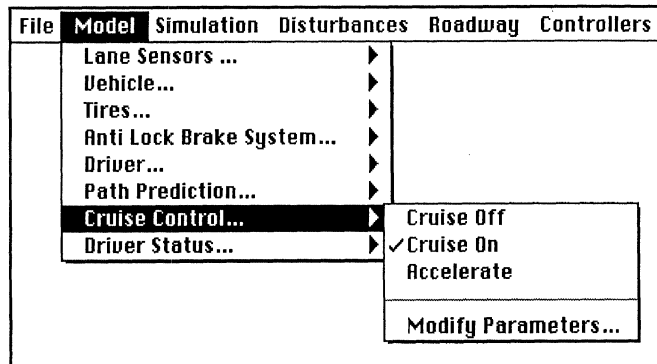 File Model Simulation Disturbances Roadway Controllers
Lane Sensors ...
Vehicle...
Tires...
Anti Lock Brake System...
Driver...
Path Prediction...
Cruise Control...
Driver Status...
Cruise Off
✓Cruise On
Accelerate
Modify Parameters...